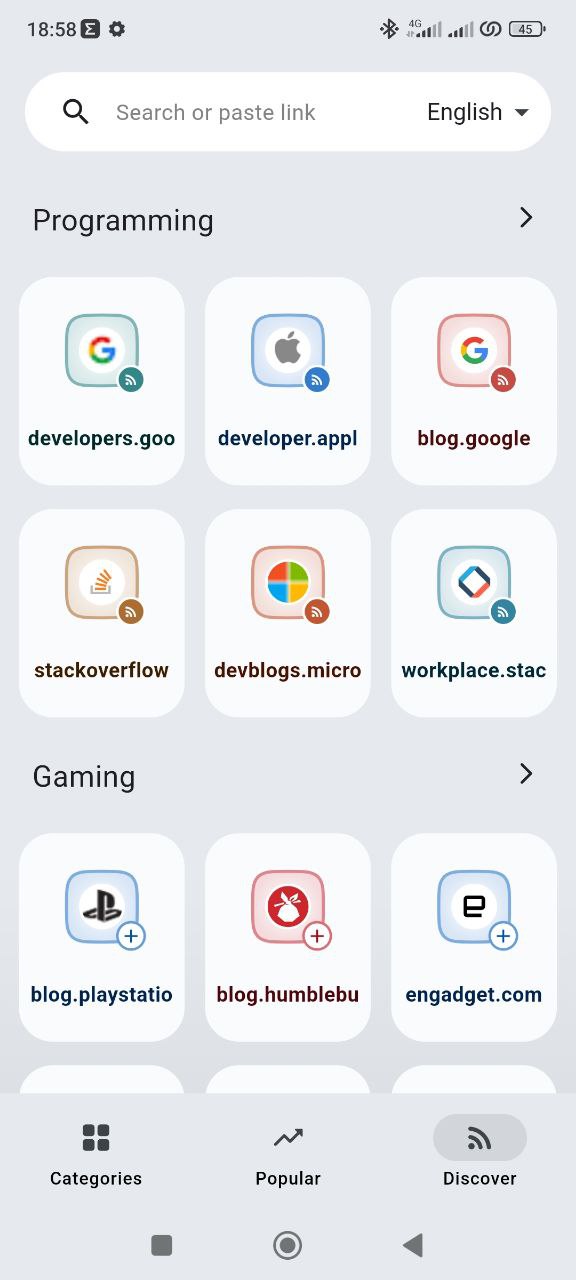 18:58 4G 45
Search or paste link English
Programming
developers.goo developer.appl blog.google
stackoverflow devblogs.micro workplace.stac
Gaming
blog.playstatio blog.humblebu engadget.com
Categories Popular Discover